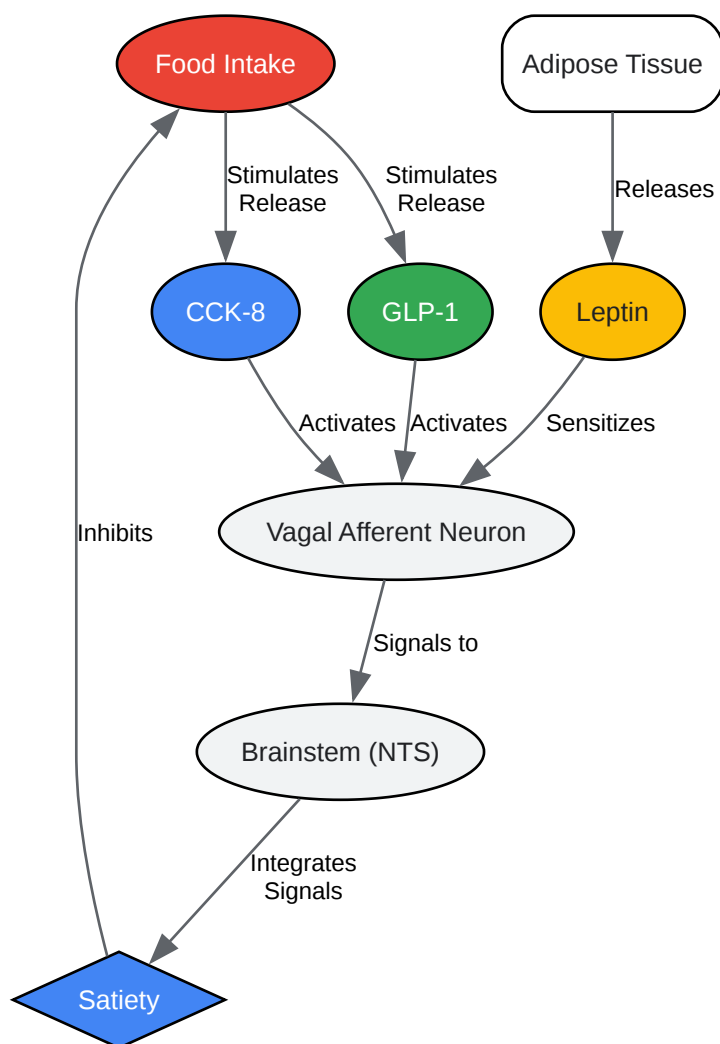 Food Intake
Adipose Tissue
Stimulates
Release
Stimulates
Release
Releases
CCK-8
GLP-1
Leptin
Activates
Activates
Sensitizes
Vagal Afferent Neuron
Inhibits
Signals to
Brainstem (NTS)
Integrates
Signals
Satiety